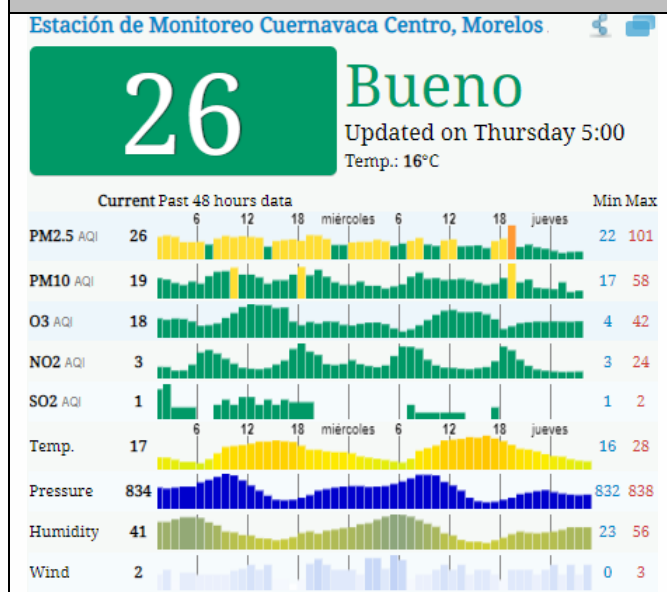 Estación de Monitoreo Cuernavaca Centro, Morelos.
26
Bueno
Updated on Thursday 5:00
Temp.: 16°C
Current Past 48 hours data Min Max
6 12 18 miércoles 6 12 18 jueves
PM2.5 AQI 26 22 101
PM10 AQI 19 17 58
O3 AQI 18 4 42
NO2 AQI 3 3 24
SO2 AQI 1 1 2
6 12 18 miércoles 6 12 18 jueves
Temp. 17 16 28
Pressure 834 832 838
Humidity 41 23 56
Wind 2 0 3